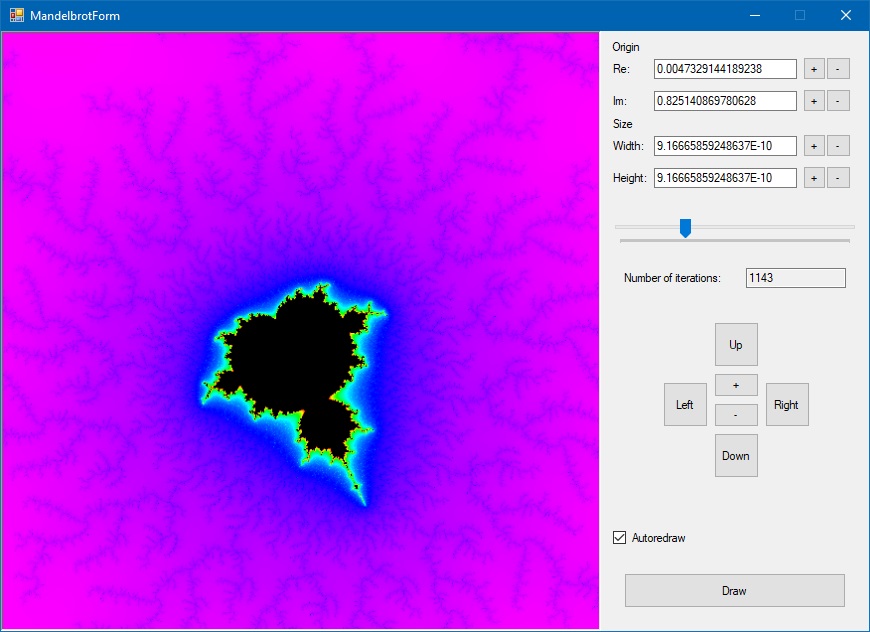 MandelbrotForm
Origin
Re: 0.0047329144189238 + -
Im: 0.825140869780628 + -
Size
Width: 9.16665859248637E-10 + -
Height: 9.16665859248637E-10 + -
Number of iterations: 1143
Up
+
Left Right
-
Down
Autoredraw
Draw